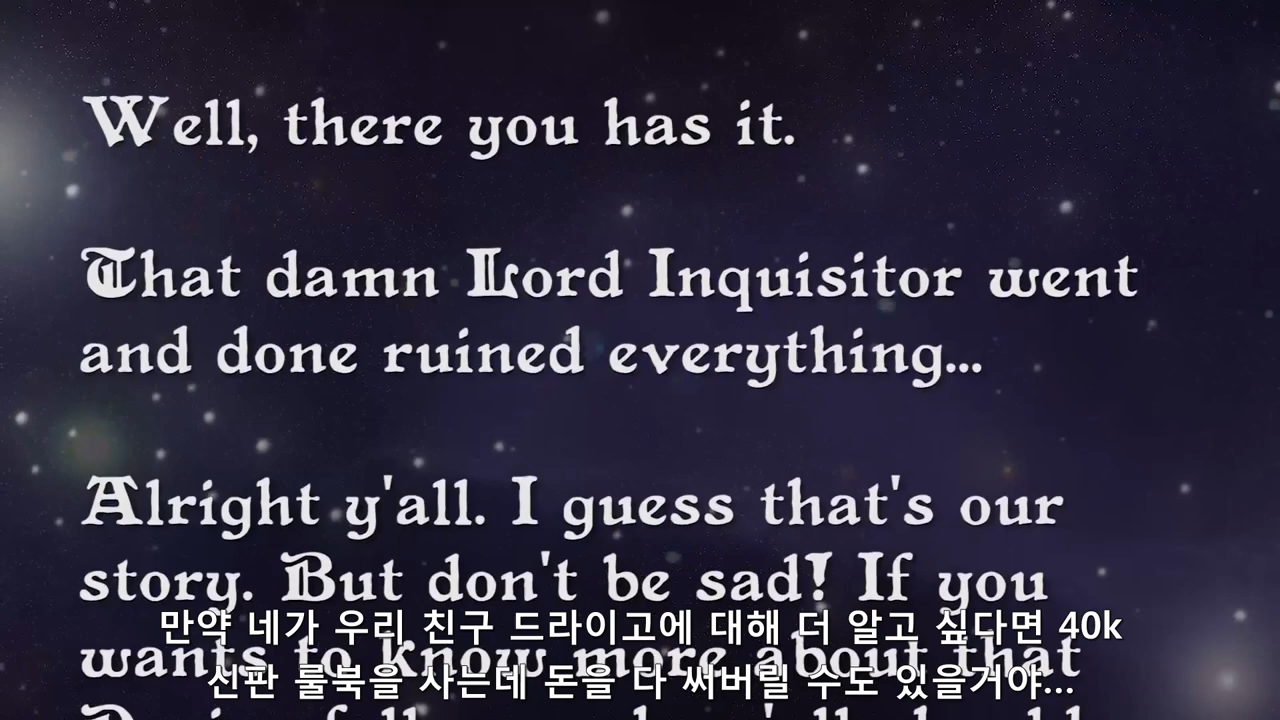 Well, there you has it.
That damn Lord Inquisitor went
and done ruined everything...
Alright y'all. I guess that's our
story. But don't be sad! If you
wants to know more about that
만약 네가 우리 친구 드라이고에 대해 더 알고 싶다면 40k
신판 룰북을 사는데 돈을 다 써버릴 수도 있을거야...